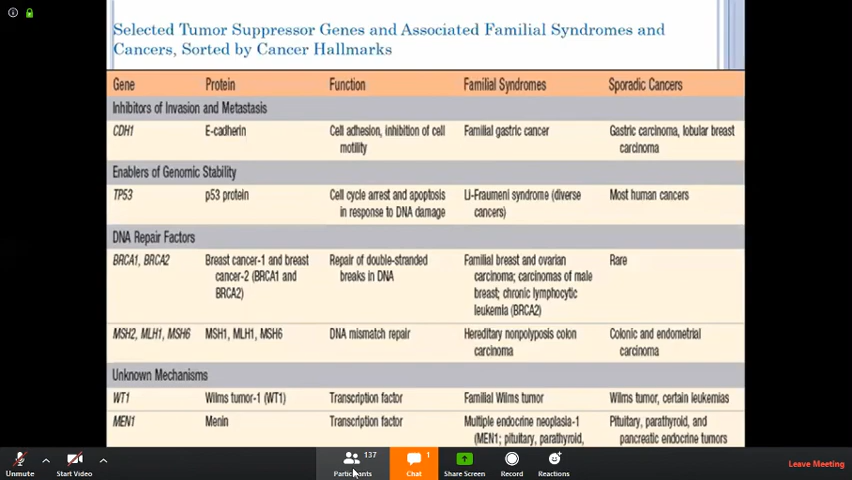 Selected Tumor Suppressor Genes and Associated Familial Syndromes and
Cancers, Sorted by Cancer Hallmarks
Gene Protein Function Familial Syndromes Sporadic Cancers
Inhibitors of Invasion and Metastasis
CDH1 E-cadherin Cell adhesion, inhibition of cell Familial gastric cancer Gastric carcinoma, lobular breast
motility carcinoma
Enablers of Genomic Stability
TP53 p53 protein Cell cycle arrest and apoptosis Li-Fraumeni syndrome (diverse Most human cancers
in response to DNA damage cancers)
DNA Repair Factors
BRCA1, BRCA2 Breast cancer-1 and breast Repair of double-stranded Familial breast and ovarian Rare
cancer-2 (BRCA1 and breaks in DNA carcinoma; carcinomas of male
BRCA2) breast; chronic lymphocytic
leukemia (BRCA2)
MSH2, MLH1, MSH6 MSH1, MLH1, MSH6 DNA mismatch repair Hereditary nonpolyposis colon Colonic and endometrial
carcinoma carcinoma
Unknown Mechanisms
WT1 Wilms tumor-1 (WT1) Transcription factor Familial Wilms tumor Wilms tumor, certain leukemias
MEN1 Menin Transcription factor Multiple endocrine neoplasia-1 Pituitary, parathyroid, and
(MEN1; pituitary, parathyroid, pancreatic endocrine tumors
137 1
Unmute Start Video Participants Chat Share Screen Record Reactions Leave Meeting